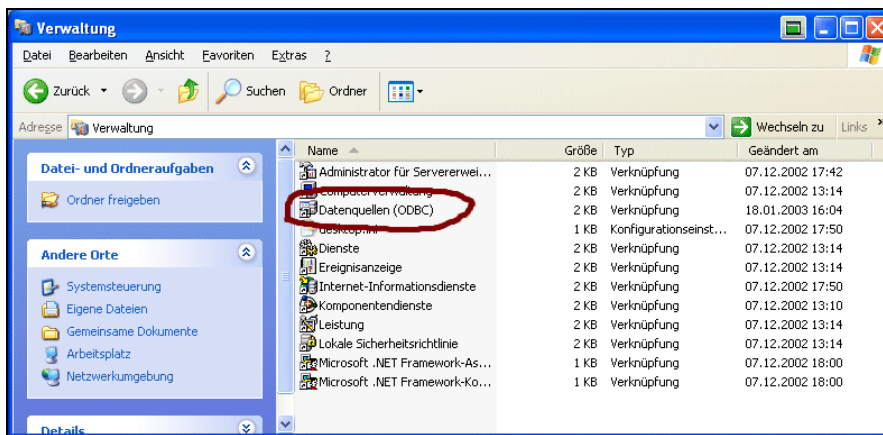 Verwaltung
Datei Bearbeiten Ansicht Favoriten Extras ?
Zurück Suchen Ordner
Adresse Verwaltung Wechseln zu Links »
Datei- und Ordneraufgaben
Ordner freigeben
Andere Orte
Systemsteuerung
Eigene Dateien
Gemeinsame Dokumente
Arbeitsplatz
Netzwerkumgebung
Details
Name Größe Typ Geändert am
Administrator für Servererwei... 2 KB Verknüpfung 07.12.2002 17:42
Computerverwaltung 2 KB Verknüpfung 07.12.2002 13:14
Datenquellen (ODBC) 2 KB Verknüpfung 18.01.2003 16:04
desktop.ini 1 KB Konfigurationseinst... 07.12.2002 17:50
Dienste 2 KB Verknüpfung 07.12.2002 13:14
Ereignisanzeige 2 KB Verknüpfung 07.12.2002 13:14
Internet-Informationsdienste 2 KB Verknüpfung 07.12.2002 17:50
Komponentendienste 2 KB Verknüpfung 07.12.2002 13:10
Leistung 2 KB Verknüpfung 07.12.2002 13:14
Lokale Sicherheitsrichtlinie 2 KB Verknüpfung 07.12.2002 13:14
Microsoft .NET Framework-As... 1 KB Verknüpfung 07.12.2002 18:00
Microsoft .NET Framework-Ko... 1 KB Verknüpfung 07.12.2002 18:00